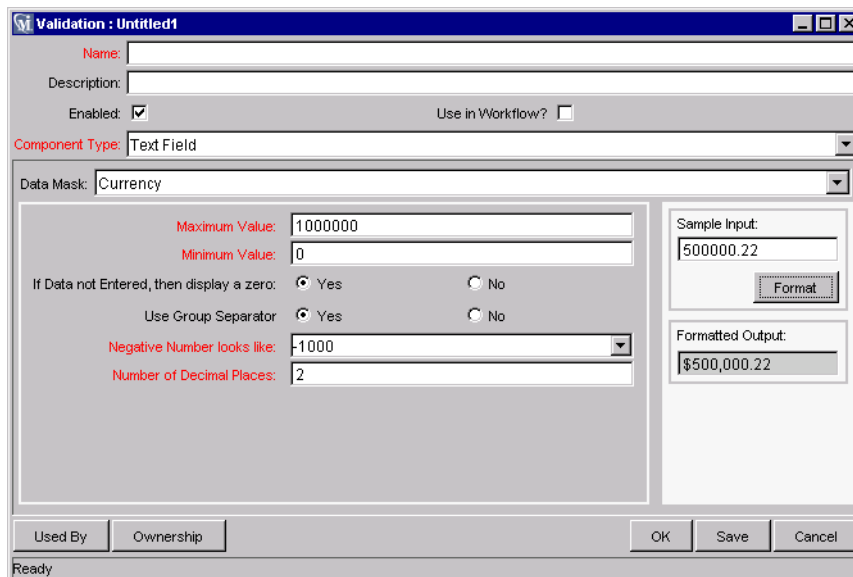 Validation : Untitled1
Name:
Description:
Enabled: Use in Workflow?
Component Type: Text Field
Data Mask: Currency
Maximum Value: 1000000
Minimum Value: 0
If Data not Entered, then display a zero: Yes No
Use Group Separator Yes No
Negative Number looks like: -1000
Number of Decimal Places: 2
Sample Input:
500000.22
Format
Formatted Output:
$500,000.22
Used By Ownership OK Save Cancel
Ready